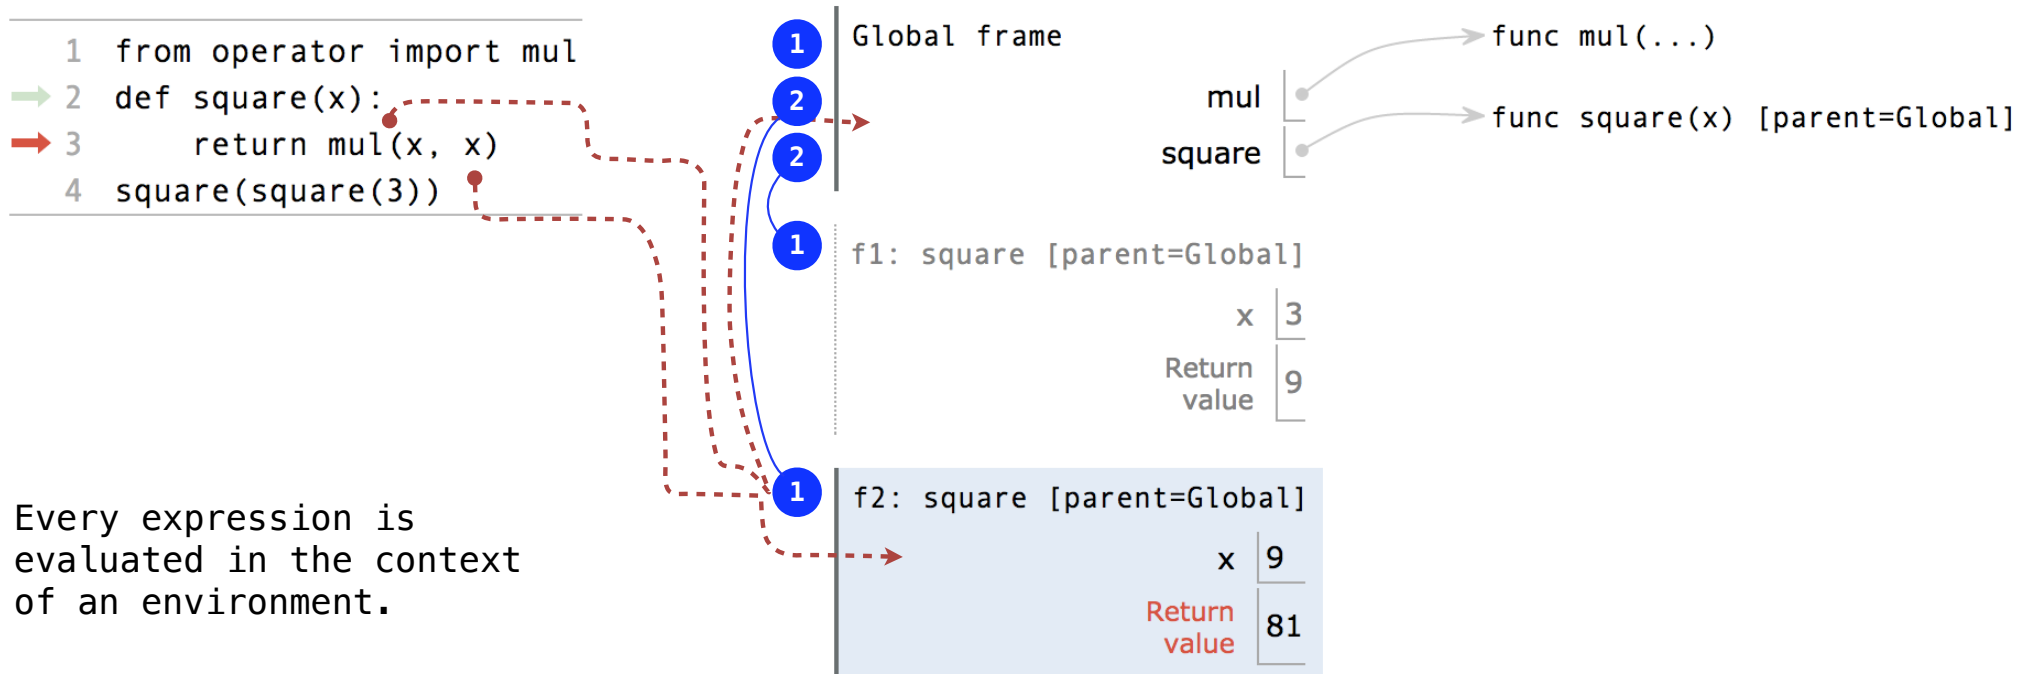 1 from operator import mul
2 def square(x):
3 return mul(x, x)
4 square(square(3))
Every expression is
evaluated in the context
of an environment.
1 Global frame
2
mul
2
square
func mul(...)
func square(x) [parent=Global]
1 f1: square [parent=Global]
x 3
Return
value 9
1 f2: square [parent=Global]
x 9
Return
value 81